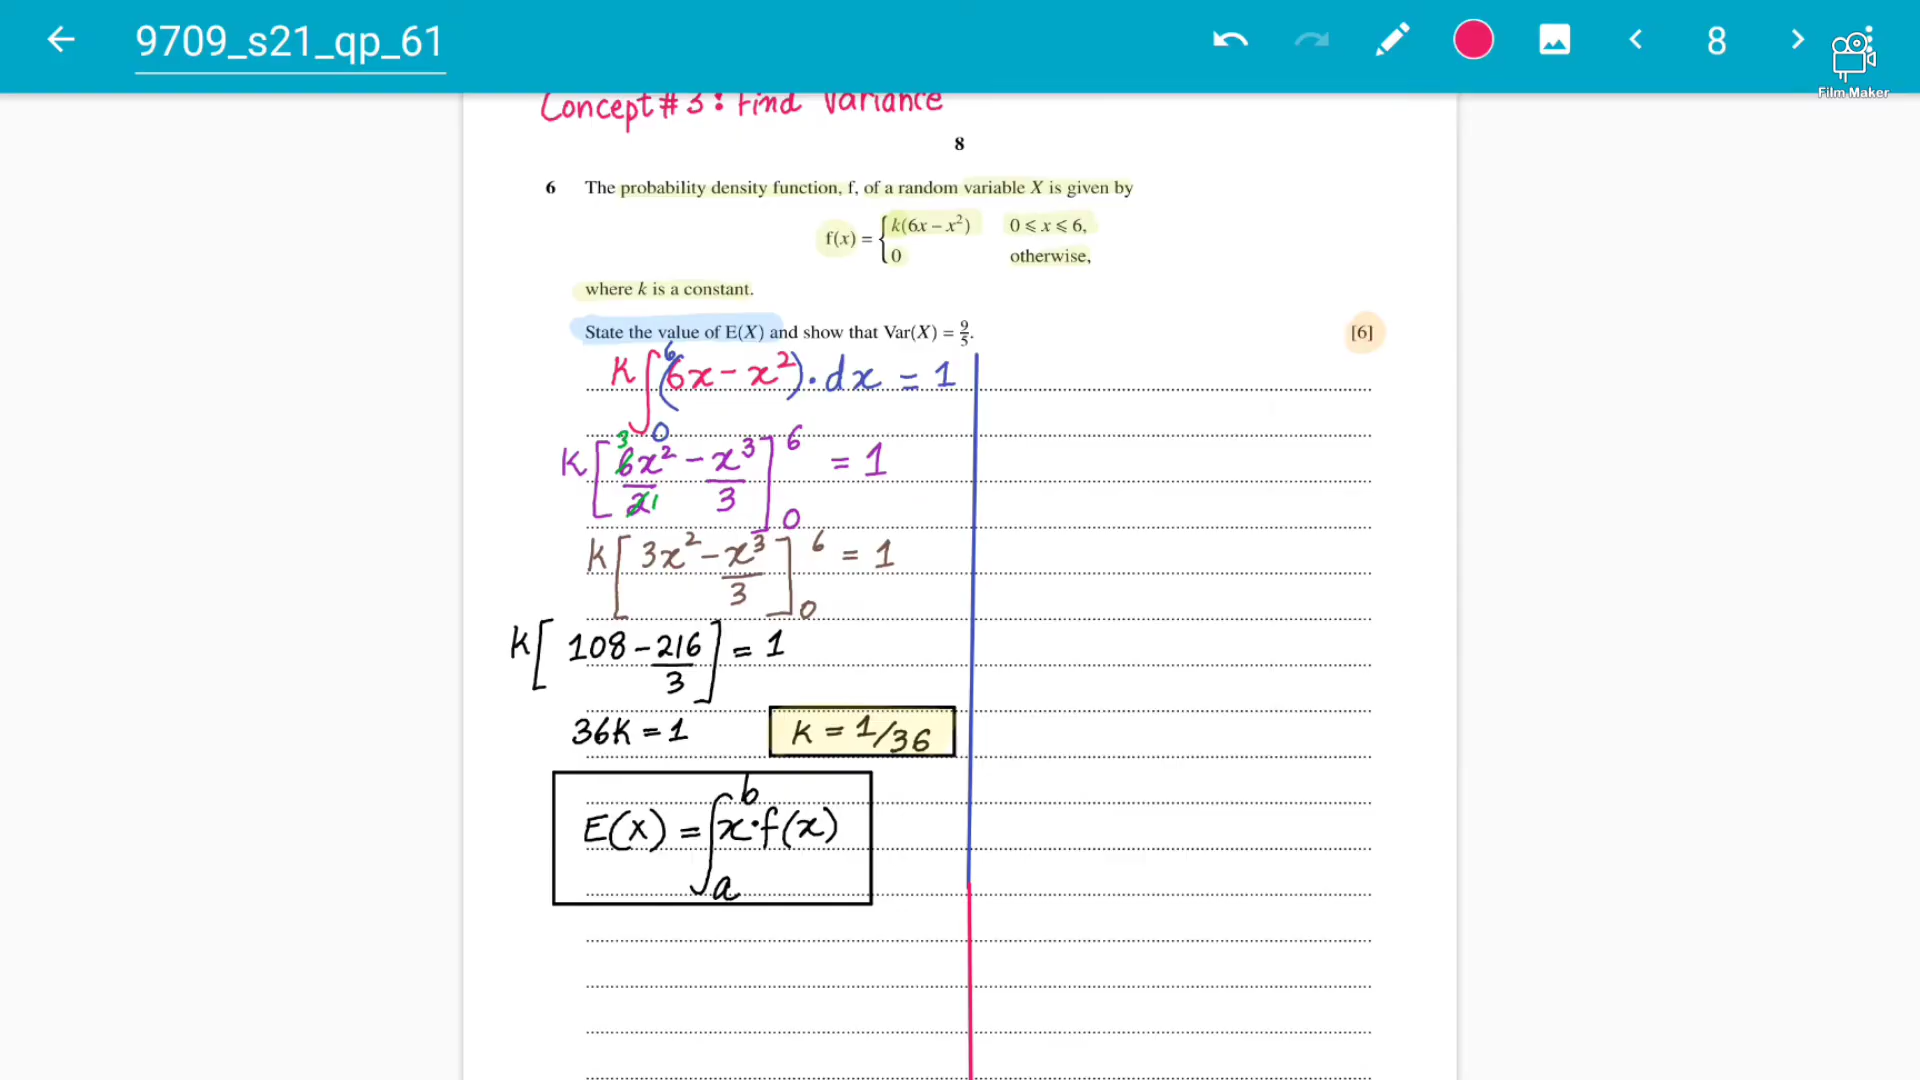 9709_s21_qp_61
8
Film Maker
Concept # 3 : Find Variance
8
6 The probability density function, f, of a random variable X is given by
f(x) = { k(6x − x²) 0 ⩽ x ⩽ 6,
0 otherwise,
where k is a constant.
State the value of E(X) and show that Var(X) = 9/5. [6]
K∫₀⁶(6x − x²).dx = 1
K[6x²/2 − x³/3]₀⁶ = 1
3
1
K[3x² − x³/3]₀⁶ = 1
K[108 − 216/3] = 1
36K = 1 K = 1/36
E(X) = ∫ₐᵇ x·f(x)